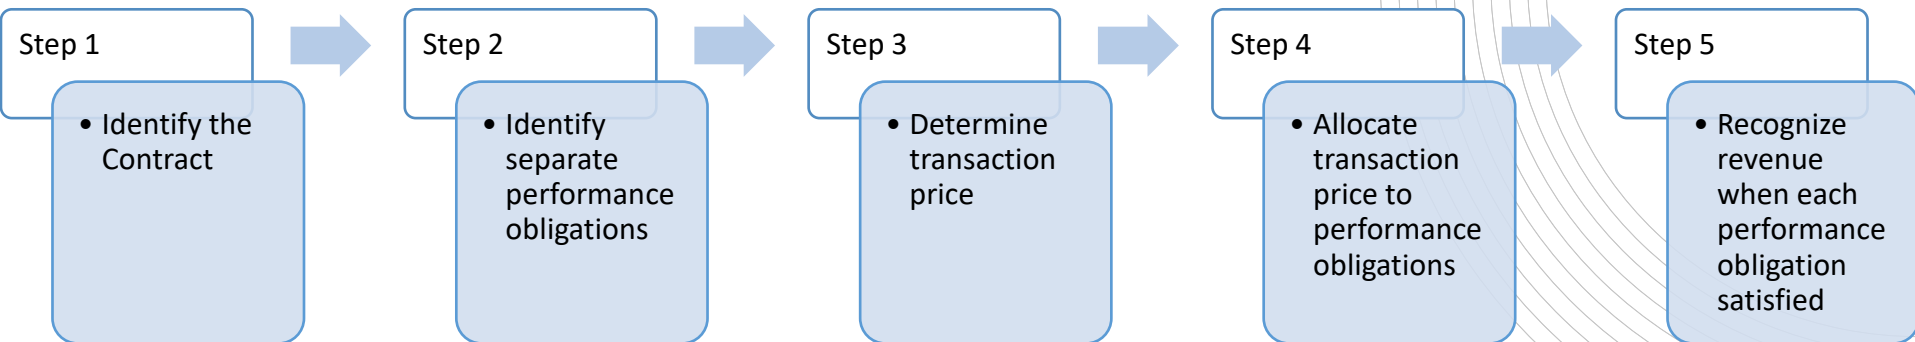 Step 1
• Identify the
Contract
Step 2
• Identify
separate
performance
obligations
Step 3
• Determine
transaction
price
Step 4
• Allocate
transaction
price to
performance
obligations
Step 5
• Recognize
revenue
when each
performance
obligation
satisfied